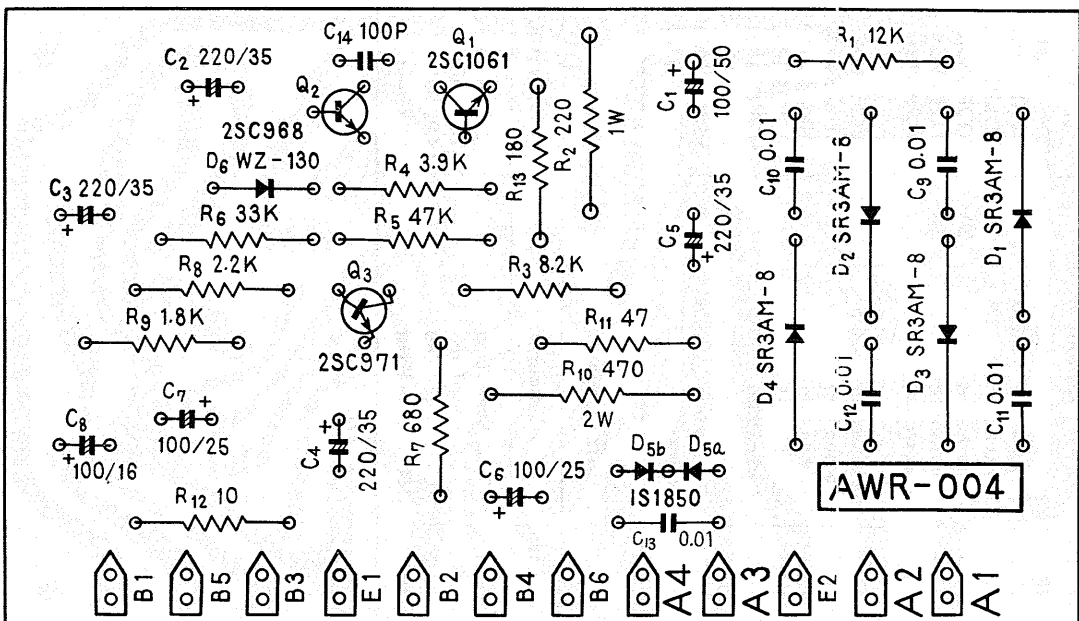 C14 100P
Q1
2SC1061
R1 12K
C2 220/35
+
Q2
2SC968
C1
+
100/50
R13 180
R2 220
1W
D6 WZ-130
R4 3.9K
C10 0.01
D2 SR3AM-8
C9 0.01
D1 SR3AM-8
C3 220/35
+
R6 33K
R5 47K
C5
220/35
+
R8 2.2K
Q3
2SC971
R3 8.2K
R9 1.8K
R11 47
D4 SR3AM-8
C12 0.01
D3 SR3AM-8
C11 0.01
R10 470
2W
C7
+
100/25
C8
+
100/16
C4
+
220/35
R7 680
C6 100/25
+
D5b
D5a
IS1850
C13 0.01
R12 10
AWR-004
B1
B5
B3
E1
B2
B4
B6
A4
A3
E2
A2
A1